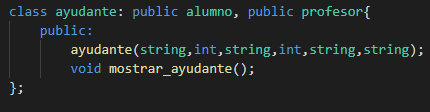 class ayudante: public alumno, public profesor{
public:
ayudante(string,int,string,int,string,string);
void mostrar_ayudante();
};